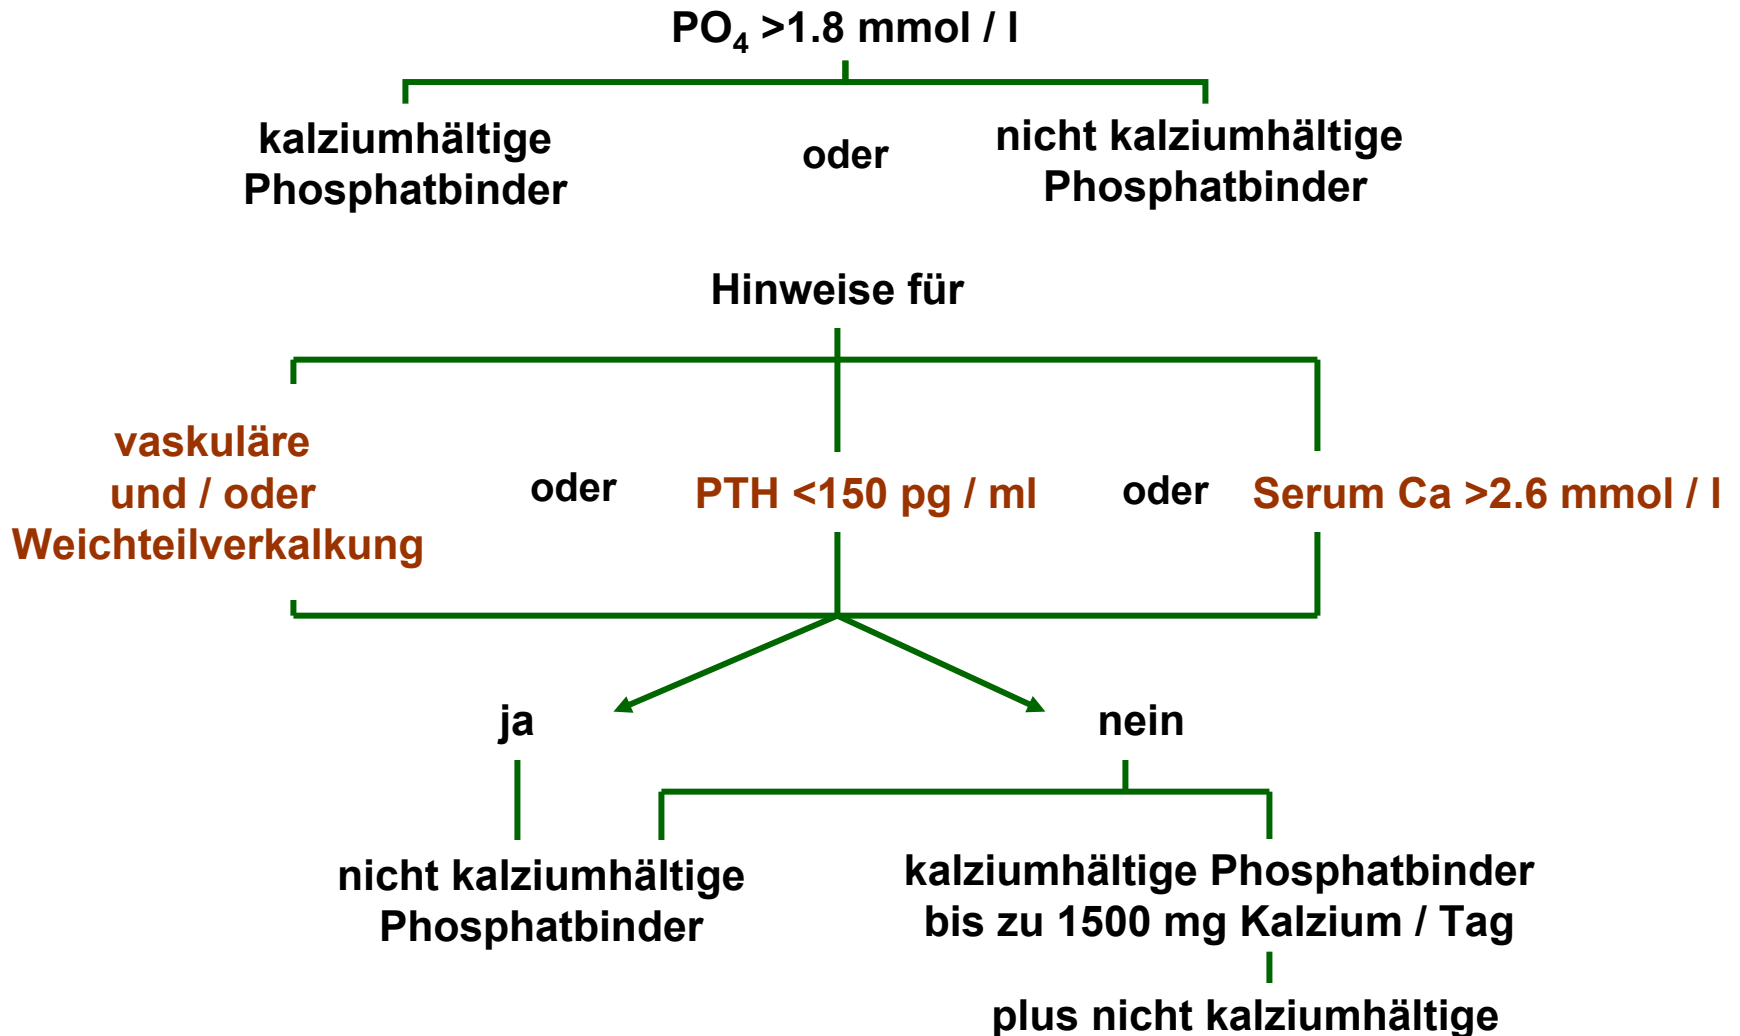 PO₄ >1.8 mmol / l
kalziumhältige
Phosphatbinder
oder
nicht kalziumhältige
Phosphatbinder
Hinweise für
vaskuläre
und / oder
Weichteilverkalkung
oder
PTH <150 pg / ml
oder
Serum Ca >2.6 mmol / l
ja
nein
nicht kalziumhältige
Phosphatbinder
kalziumhältige Phosphatbinder
bis zu 1500 mg Kalzium / Tag
plus nicht kalziumhältige